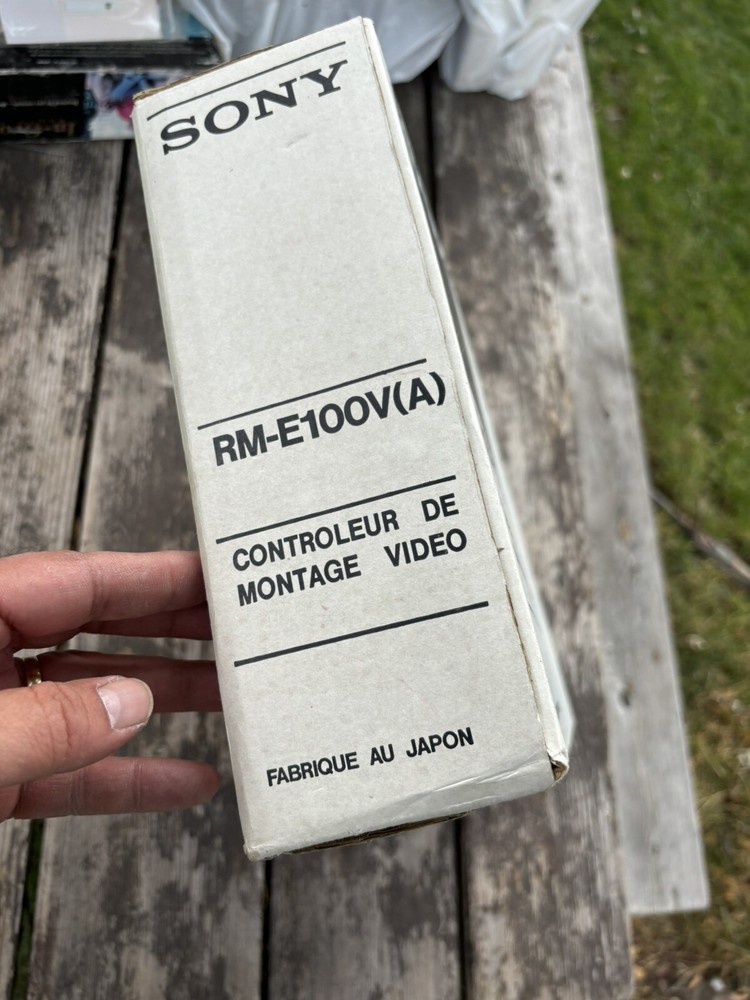 SONY
RM-E100V(A)
CONTROLEUR DE
MONTAGE VIDEO
FABRIQUE AU JAPON